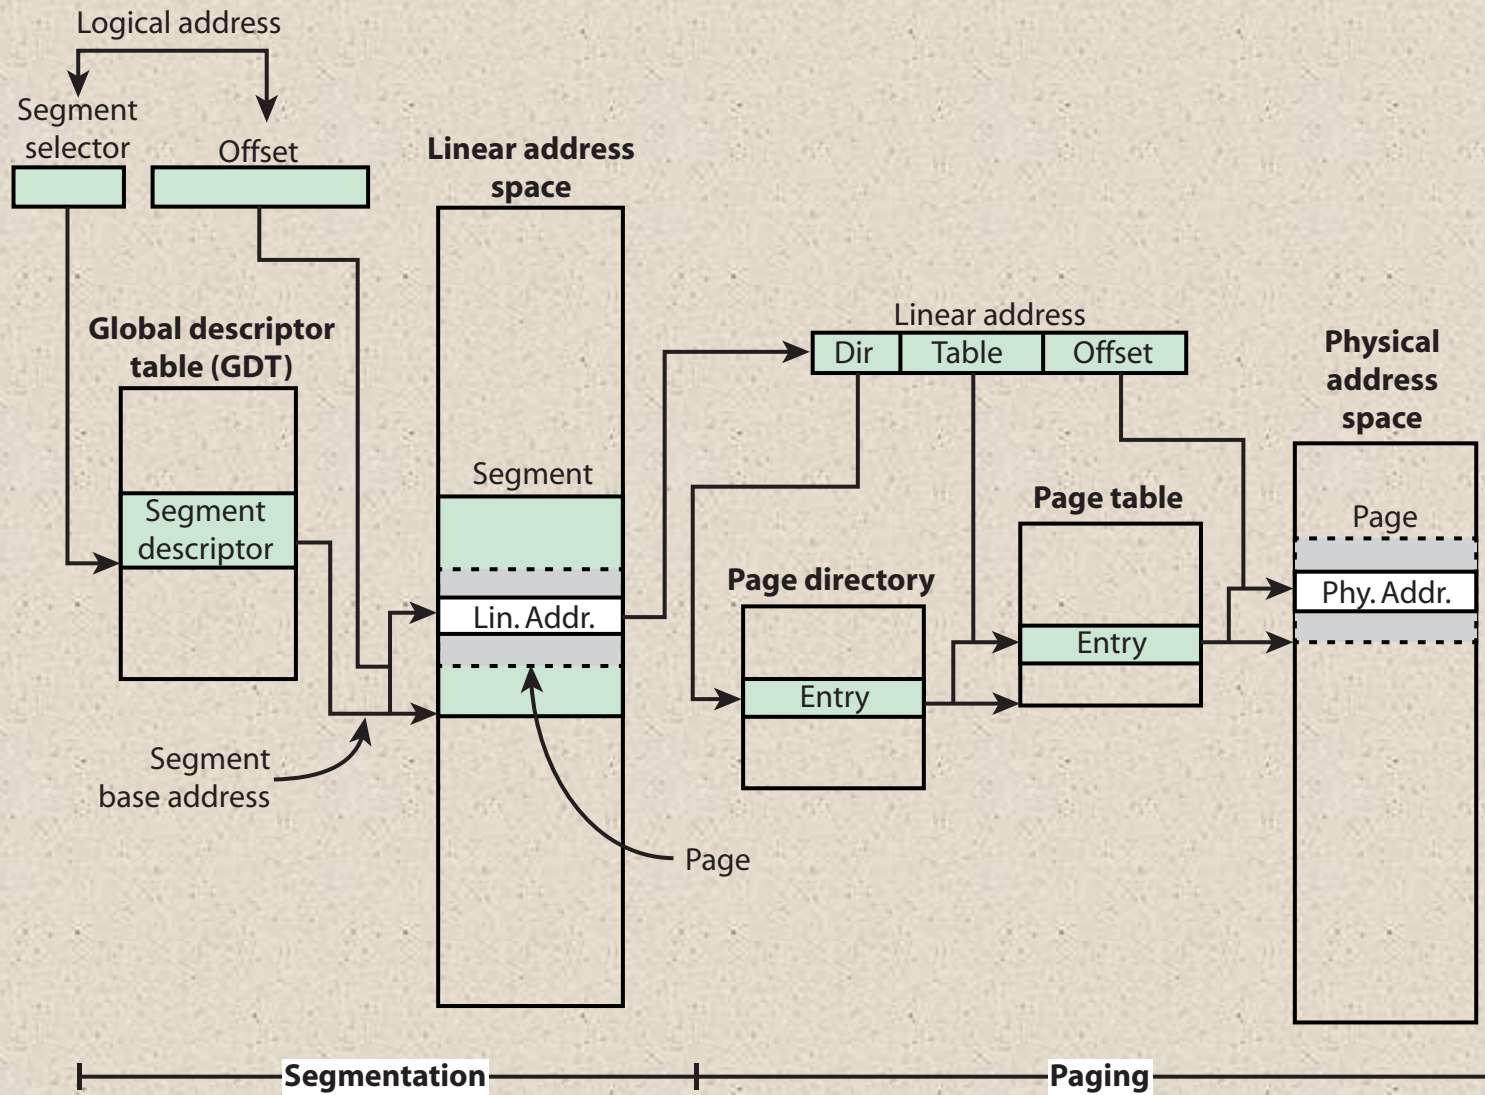 Logical address
Segment
selector
Offset
Linear address
space
Global descriptor
table (GDT)
Segment
descriptor
Segment
base address
Segment
Lin. Addr.
Page
Linear address
Dir
Table
Offset
Page directory
Entry
Page table
Entry
Physical
address
space
Page
Phy. Addr.
Segmentation
Paging